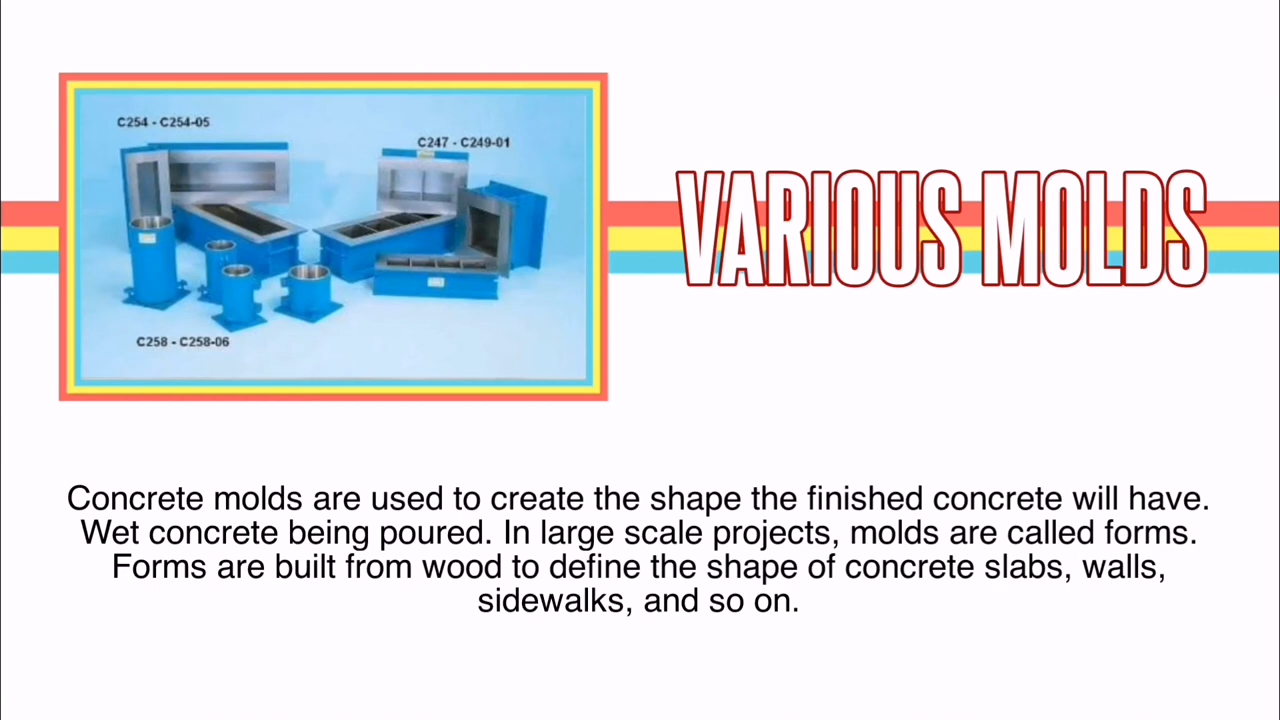 C254 - C254-05
C247 - C249-01
C258 - C258-06
VARIOUS MOLDS
Concrete molds are used to create the shape the finished concrete will have.
Wet concrete being poured. In large scale projects, molds are called forms.
Forms are built from wood to define the shape of concrete slabs, walls,
sidewalks, and so on.